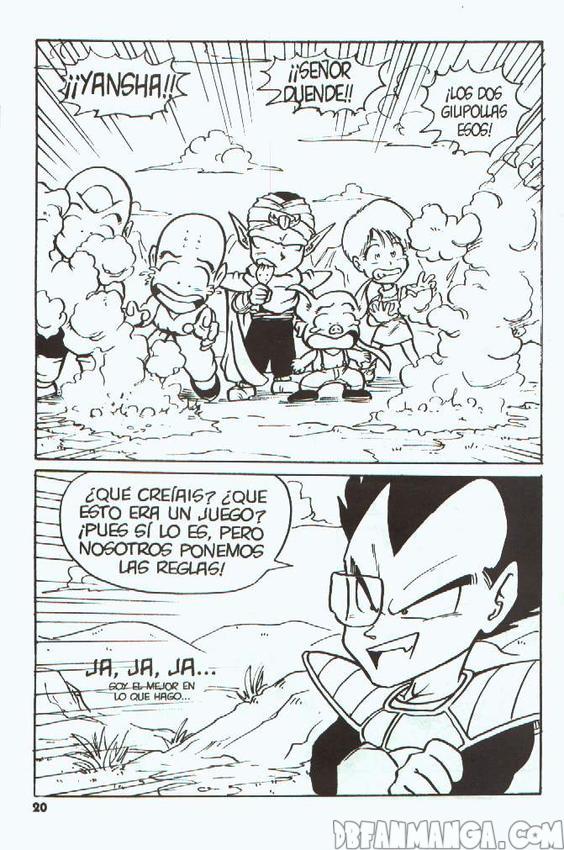 ¡¡YANSHA!!
¡¡SEÑOR
DUENDE!!
¡LOS DOS
GILIPOLLAS
ESOS!
¿QUÉ CREÍAIS? ¿QUE
ESTO ERA UN JUEGO?
¡PUES SÍ LO ES, PERO
NOSOTROS PONEMOS
LAS REGLAS!
JA, JA, JA...
SOY EL MEJOR EN
LO QUE HAGO...
20
DBFANMANGA.COM